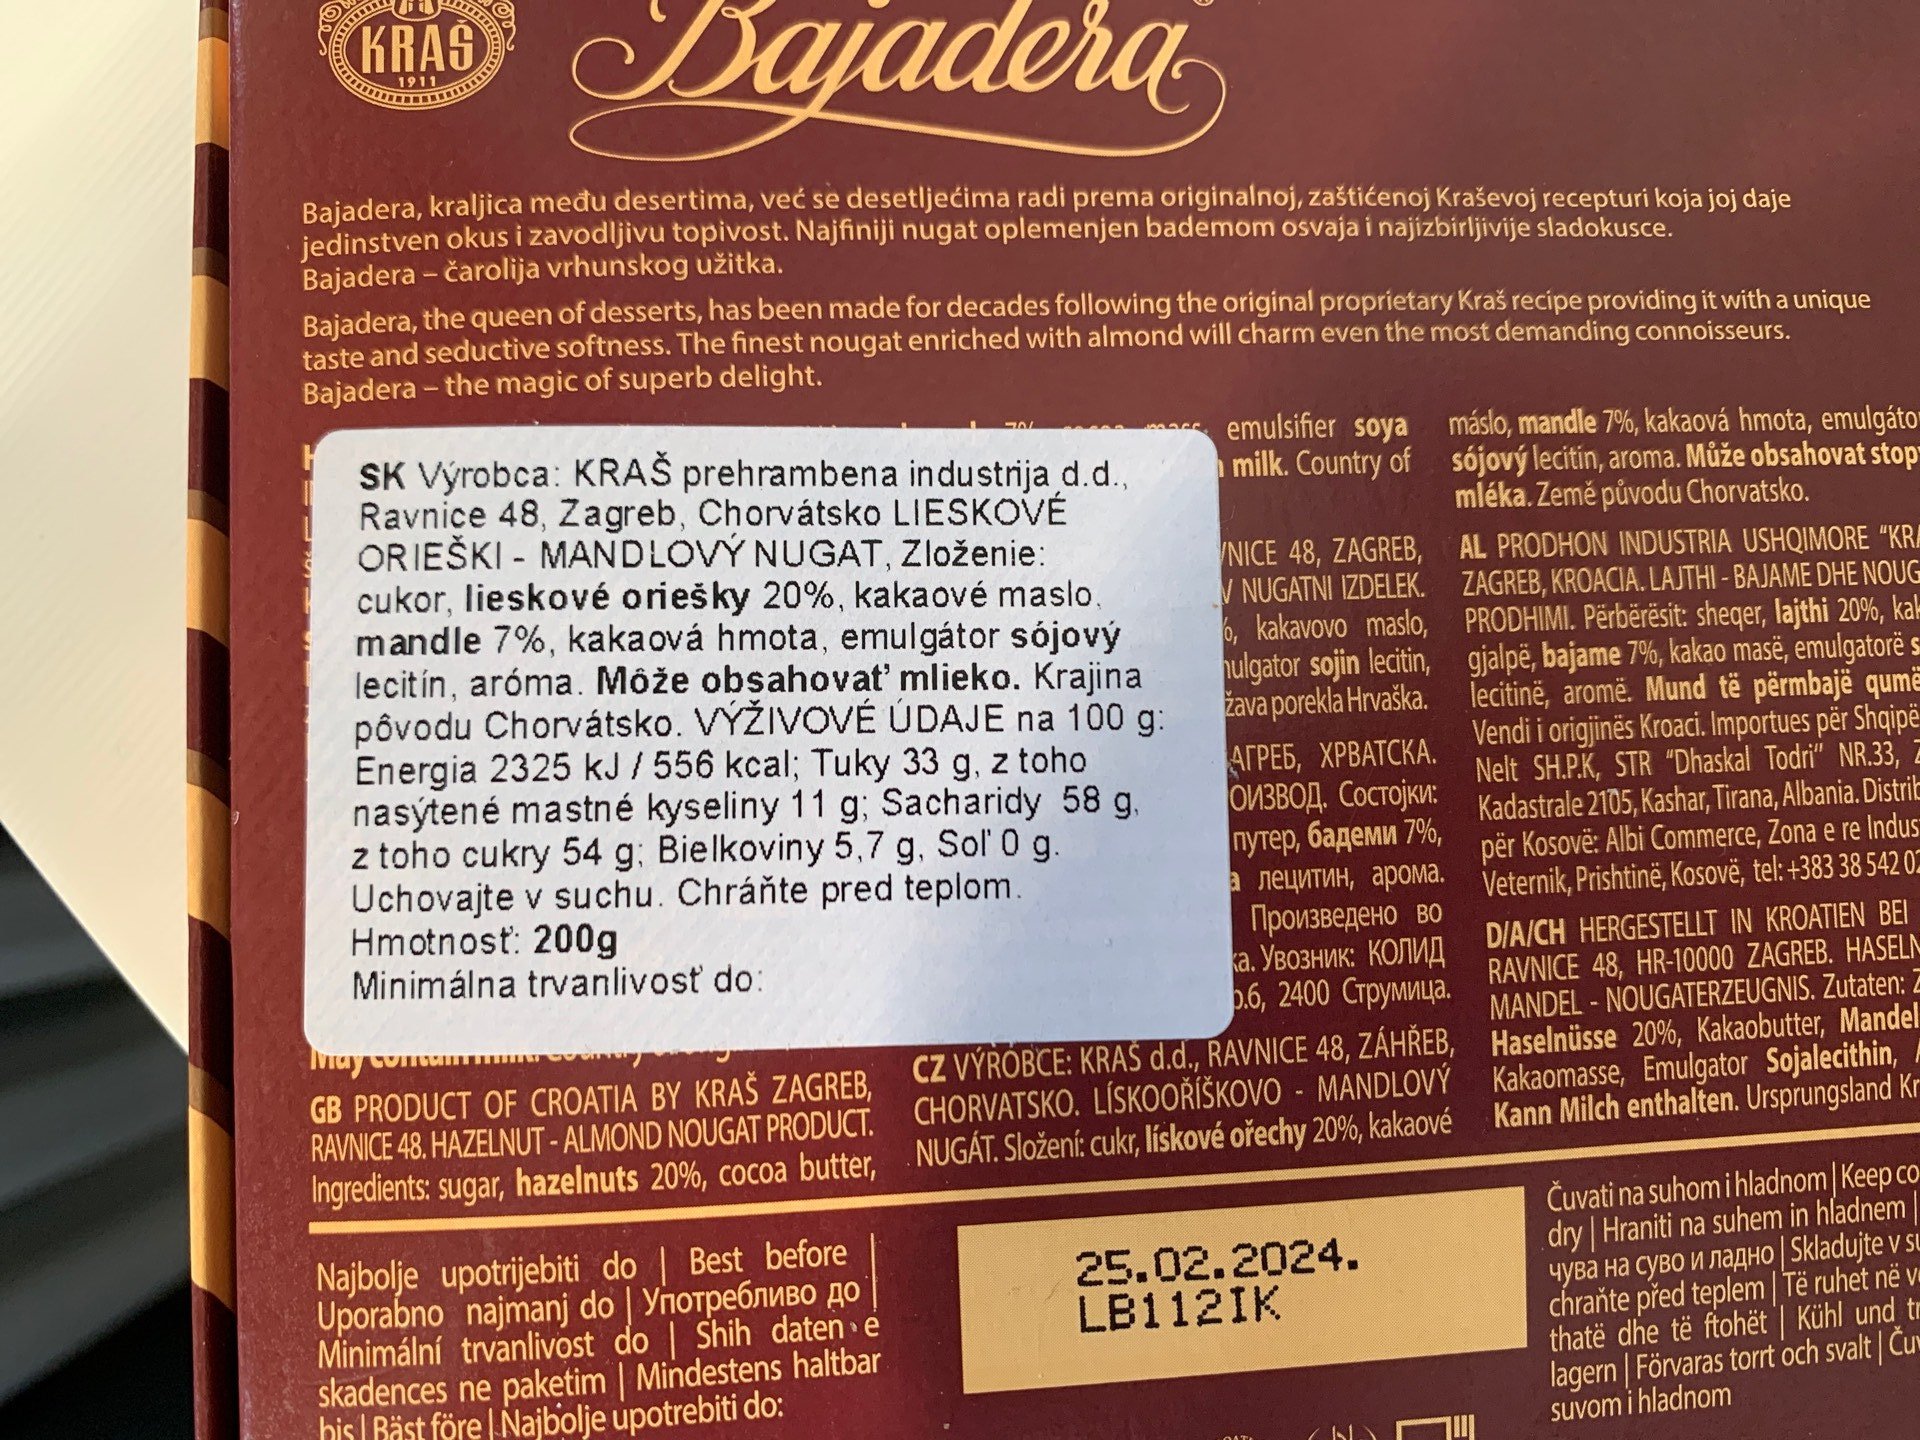 KRAŠ
1911
Bajadera
Bajadera, kraljica među desertima, već se desetljećima radi prema originalnoj, zaštićenoj Kraševoj recepturi koja joj daje
jedinstven okus i zavodljivu topivost. Najfiniji nugat oplemenjen bademom osvaja i najizbirljivije sladokusce.
Bajadera – čarolija vrhunskog užitka.
Bajadera, the queen of desserts, has been made for decades following the original proprietary Kraš recipe providing it with a unique
taste and seductive softness. The finest nougat enriched with almond will charm even the most demanding connoisseurs.
Bajadera – the magic of superb delight.
SK Výrobca: KRAŠ prehrambena industrija d.d.,
Ravnice 48, Zagreb, Chorvátsko LIESKOVÉ
ORIEŠKI - MANDLOVÝ NUGAT, Zloženie:
cukor, lieskové oriešky 20%, kakaové maslo,
mandle 7%, kakaová hmota, emulgátor sójový
lecitín, aróma. Môže obsahovať mlieko. Krajina
pôvodu Chorvátsko. VÝŽIVOVÉ ÚDAJE na 100 g:
Energia 2325 kJ / 556 kcal; Tuky 33 g, z toho
nasýtené mastné kyseliny 11 g; Sacharidy 58 g,
z toho cukry 54 g; Bielkoviny 5,7 g, Soľ 0 g.
Uchovajte v suchu. Chráňte pred teplom.
Hmotnosť: 200g
Minimálna trvanlivosť do:
GB PRODUCT OF CROATIA BY KRAŠ ZAGREB,
RAVNICE 48. HAZELNUT - ALMOND NOUGAT PRODUCT.
Ingredients: sugar, hazelnuts 20%, cocoa butter,
emulsifier soya
milk. Country of
48, ZAGREB,
NUGATNI IZDELEK.
kakavovo maslo,
sojin lecitin,
porekla Hrvaška.
ХРВАТСКА.
Состојки:
путер, бадеми 7%,
лецитин, арома.
Произведено во
Увозник: КОЛИД
2400 Струмица.
CZ VÝROBCE: KRAŠ d.d., RAVNICE 48, ZÁHŘEB,
CHORVATSKO. LÍSKOOŘÍŠKOVO - MANDLOVÝ
NUGÁT. Složení: cukr, lískové ořechy 20%, kakaové
máslo, mandle 7%, kakaová hmota, emulgáto
sójový lecitin, aroma. Může obsahovat stop
mléka. Země původu Chorvatsko.
AL PRODHON INDUSTRIA USHQIMORE "KRA
ZAGREB, KROACIA. LAJTHI - BAJAME DHE NOUG
PRODHIMI. Përbërësit: sheqer, lajthi 20%, kak
gjalpë, bajame 7%, kakao masë, emulgatorë s
lecitinë, aromë. Mund të përmbajë qumë
Vendi i origjinës Kroaci. Importues për Shqipë
Nelt SH.P.K, STR "Dhaskal Todri" NR.33, Z
Kadastrale 2105, Kashar, Tirana, Albania. Distrib
për Kosovë: Albi Commerce, Zona e re Indus
Veternik, Prishtinë, Kosovë, tel: +383 38 542 02
D/A/CH HERGESTELLT IN KROATIEN BEI
RAVNICE 48, HR-10000 ZAGREB. HASELN
MANDEL - NOUGATERZEUGNIS. Zutaten: Z
Haselnüsse 20%, Kakaobutter, Mandel
Kakaomasse, Emulgator Sojalecithin,
Kann Milch enthalten. Ursprungsland Kr
Najbolje upotrijebiti do | Best before |
Uporabno najmanj do | Употребливо до |
Minimální trvanlivost do | Shih daten e
skadences ne paketim | Mindestens haltbar
bis | Bäst före | Najbolje upotrebiti do:
25.02.2024.
LB112IK
Čuvati na suhom i hladnom | Keep co
dry | Hraniti na suhem in hladnem |
чува на суво и ладно | Skladujte v su
chraňte před teplem | Të ruhet në v
thatë dhe të ftohët | Kühl und tr
lagern | Förvaras torrt och svalt | Čuv
suvom i hladnom